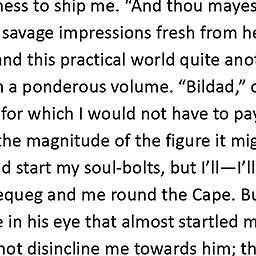 ness to ship me. “And thou mayes
savage impressions fresh from he
and this practical world quite ano
a ponderous volume. “Bildad,”
for which I would not have to pay
the magnitude of the figure it mig
d start my soul-bolts, but I’ll—I’ll
equeg and me round the Cape. Bu
e in his eye that almost startled m
not disincline me towards him; th